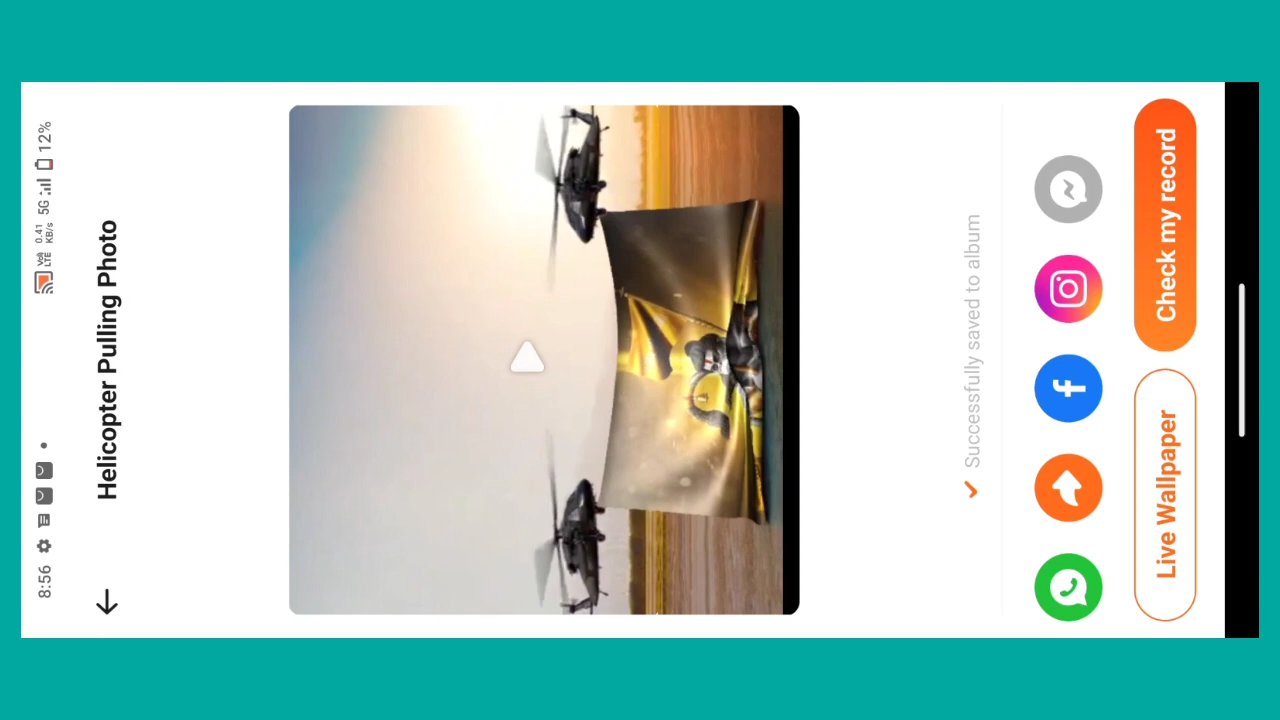 8:56
Vo)) LTE
0.41 KB/s
5G
12%
Helicopter Pulling Photo
Successfully saved to album
Live Wallpaper
Check my record